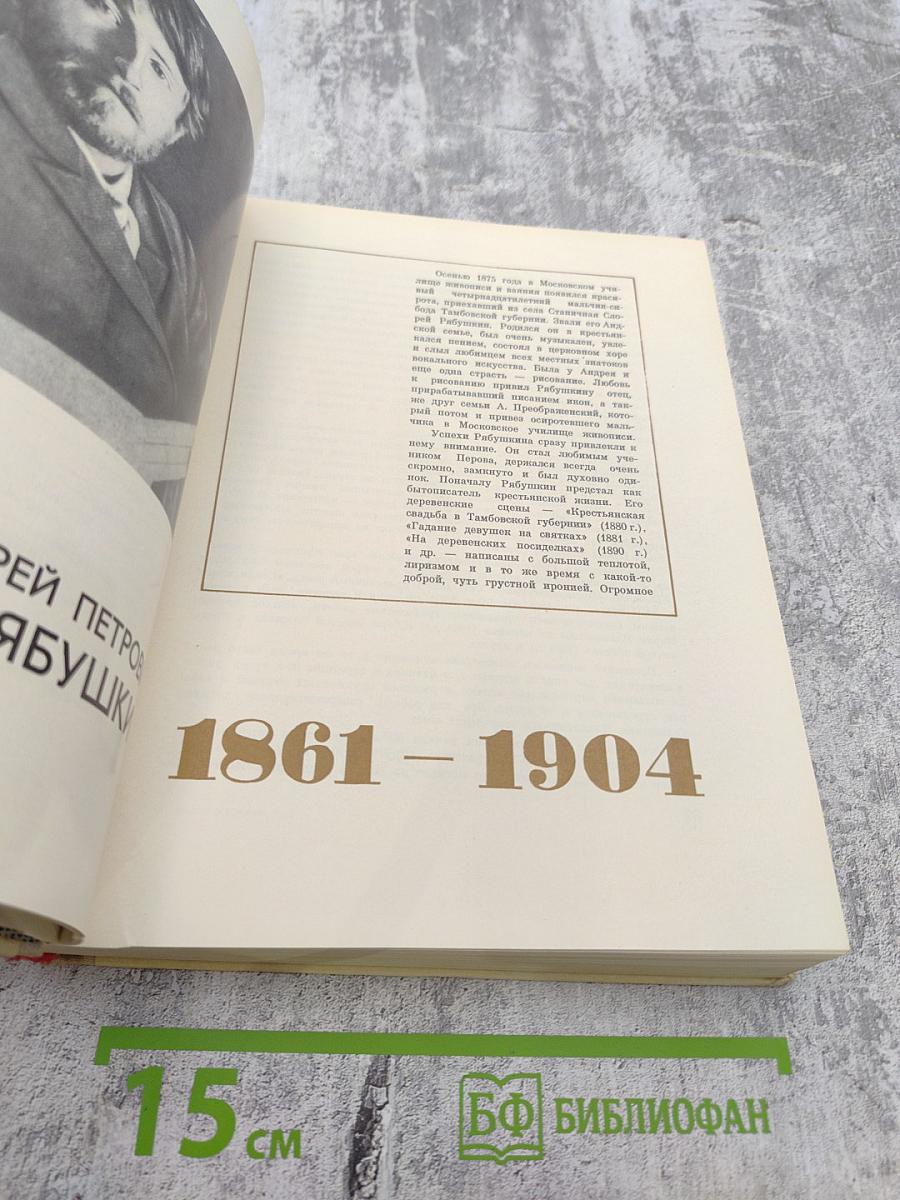 РЕЙ ПЕТРОВ
ЯБУШКИ
Осенью 1875 года в Московском учи-
лище живописи и ваяния появился краси-
вый четырнадцатилетний мальчик-си-
рота, приехавший из села Станичная Сло-
бода Тамбовской губернии. Звали его Анд-
рей Рябушкин. Родился он в крестьян-
ской семье, был очень музыкален, увле-
кался пением, состоял в церковном хоре
и слыл любимцем всех местных знатоков
вокального искусства. Была у Андрея и
еще одна страсть — рисование. Любовь
к рисованию привил Рябушкину отец,
прирабатывавший писанием икон, а так-
же друг семьи А. Преображенский, кото-
рый потом и привез осиротевшего маль-
чика в Московское училище живописи.
Успехи Рябушкина сразу привлекли к
нему внимание. Он стал любимым уче-
ником Перова, держался всегда очень
скромно, замкнуто и был духовно оди-
нок. Поначалу Рябушкин предстал как
бытописатель крестьянской жизни. Его
деревенские сцены — «Крестьянская
свадьба в Тамбовской губернии» (1880 г.),
«Гадание девушек на святках» (1881 г.),
«На деревенских посиделках» (1890 г.)
и др. — написаны с большой теплотой,
лиризмом и в то же время с какой-то
доброй, чуть грустной иронией. Огромное
1861 – 1904
15 см
БФ БИБЛИОФАН